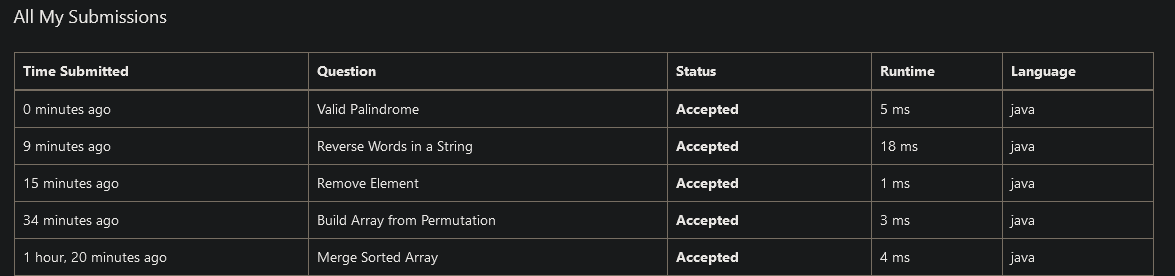 All My Submissions
Time Submitted Question Status Runtime Language
0 minutes ago Valid Palindrome Accepted 5 ms java
9 minutes ago Reverse Words in a String Accepted 18 ms java
15 minutes ago Remove Element Accepted 1 ms java
34 minutes ago Build Array from Permutation Accepted 3 ms java
1 hour, 20 minutes ago Merge Sorted Array Accepted 4 ms java